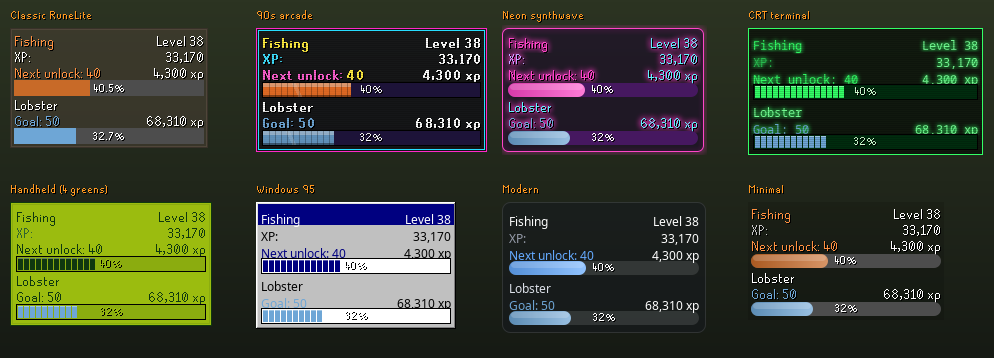 Classic RuneLite
Fishing Level 38
XP: 33,170
Next unlock: 40 4,300 xp
40.5%
Lobster
Goal: 50 68,310 xp
32.7%
90s arcade
Fishing Level 38
XP: 33,170
Next unlock: 40 4,300 xp
40%
Lobster
Goal: 50 68,310 xp
32%
Neon synthwave
Fishing Level 38
XP: 33,170
Next unlock: 40 4,300 xp
40%
Lobster
Goal: 50 68,310 xp
32%
CRT terminal
Fishing Level 38
XP: 33,170
Next unlock: 40 4,300 xp
40%
Lobster
Goal: 50 68,310 xp
32%
Handheld (4 greens)
Fishing Level 38
XP: 33,170
Next unlock: 40 4,300 xp
40%
Lobster
Goal: 50 68,310 xp
32%
Windows 95
Fishing Level 38
XP: 33,170
Next unlock: 40 4,300 xp
40%
Lobster
Goal: 50 68,310 xp
32%
Modern
Fishing Level 38
XP: 33,170
Next unlock: 40 4,300 xp
40%
Lobster
Goal: 50 68,310 xp
32%
Minimal
Fishing Level 38
XP: 33,170
Next unlock: 40 4,300 xp
40%
Lobster
Goal: 50 68,310 xp
32%